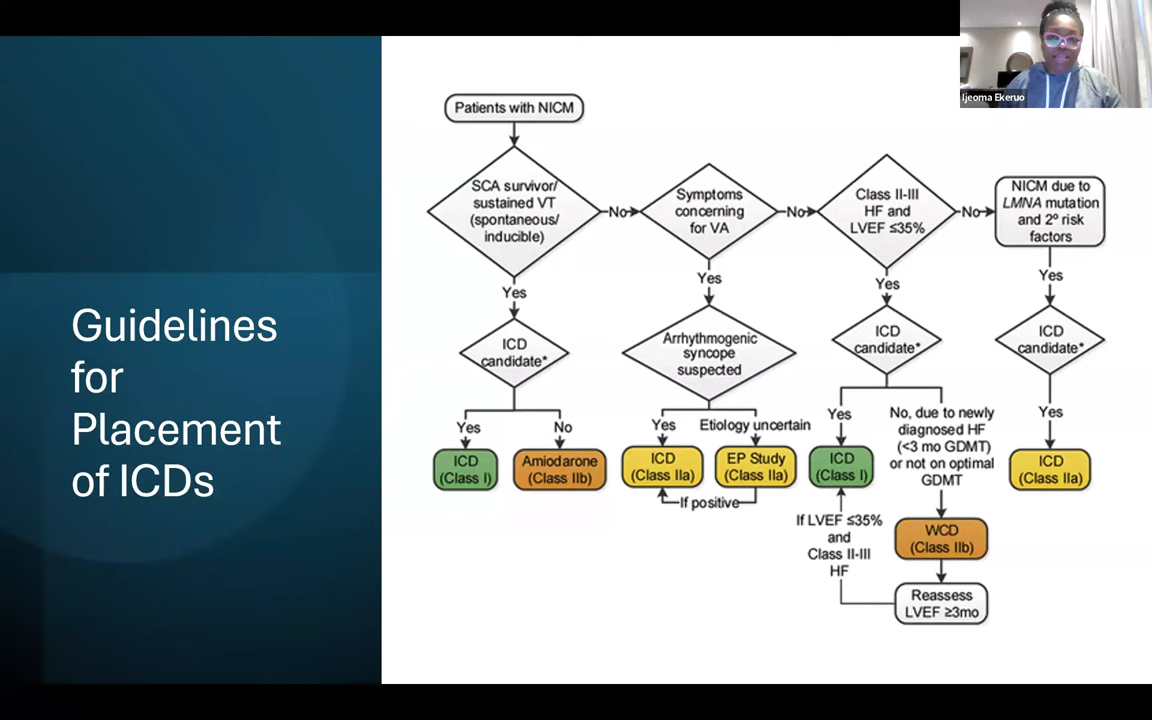 Ijeoma Ekeruo
Guidelines
for
Placement
of ICDs
Patients with NICM
SCA survivor/
sustained VT
(spontaneous/
inducible)
No
Symptoms
concerning
for VA
No
Class II-III
HF and
LVEF ≤35%
No
NICM due to
LMNA mutation
and 2º risk
factors
Yes
Yes
Yes
Yes
ICD
candidate*
Arrhythmogenic
syncope
suspected
ICD
candidate*
ICD
candidate*
Yes
No
Yes
Etiology uncertain
Yes
No, due to newly
diagnosed HF
(<3 mo GDMT)
or not on optimal
GDMT
Yes
ICD
(Class I)
Amiodarone
(Class IIb)
ICD
(Class IIa)
EP Study
(Class IIa)
If positive
ICD
(Class I)
ICD
(Class IIa)
If LVEF ≤35%
and
Class II-III
HF
WCD
(Class IIb)
Reassess
LVEF ≥3mo